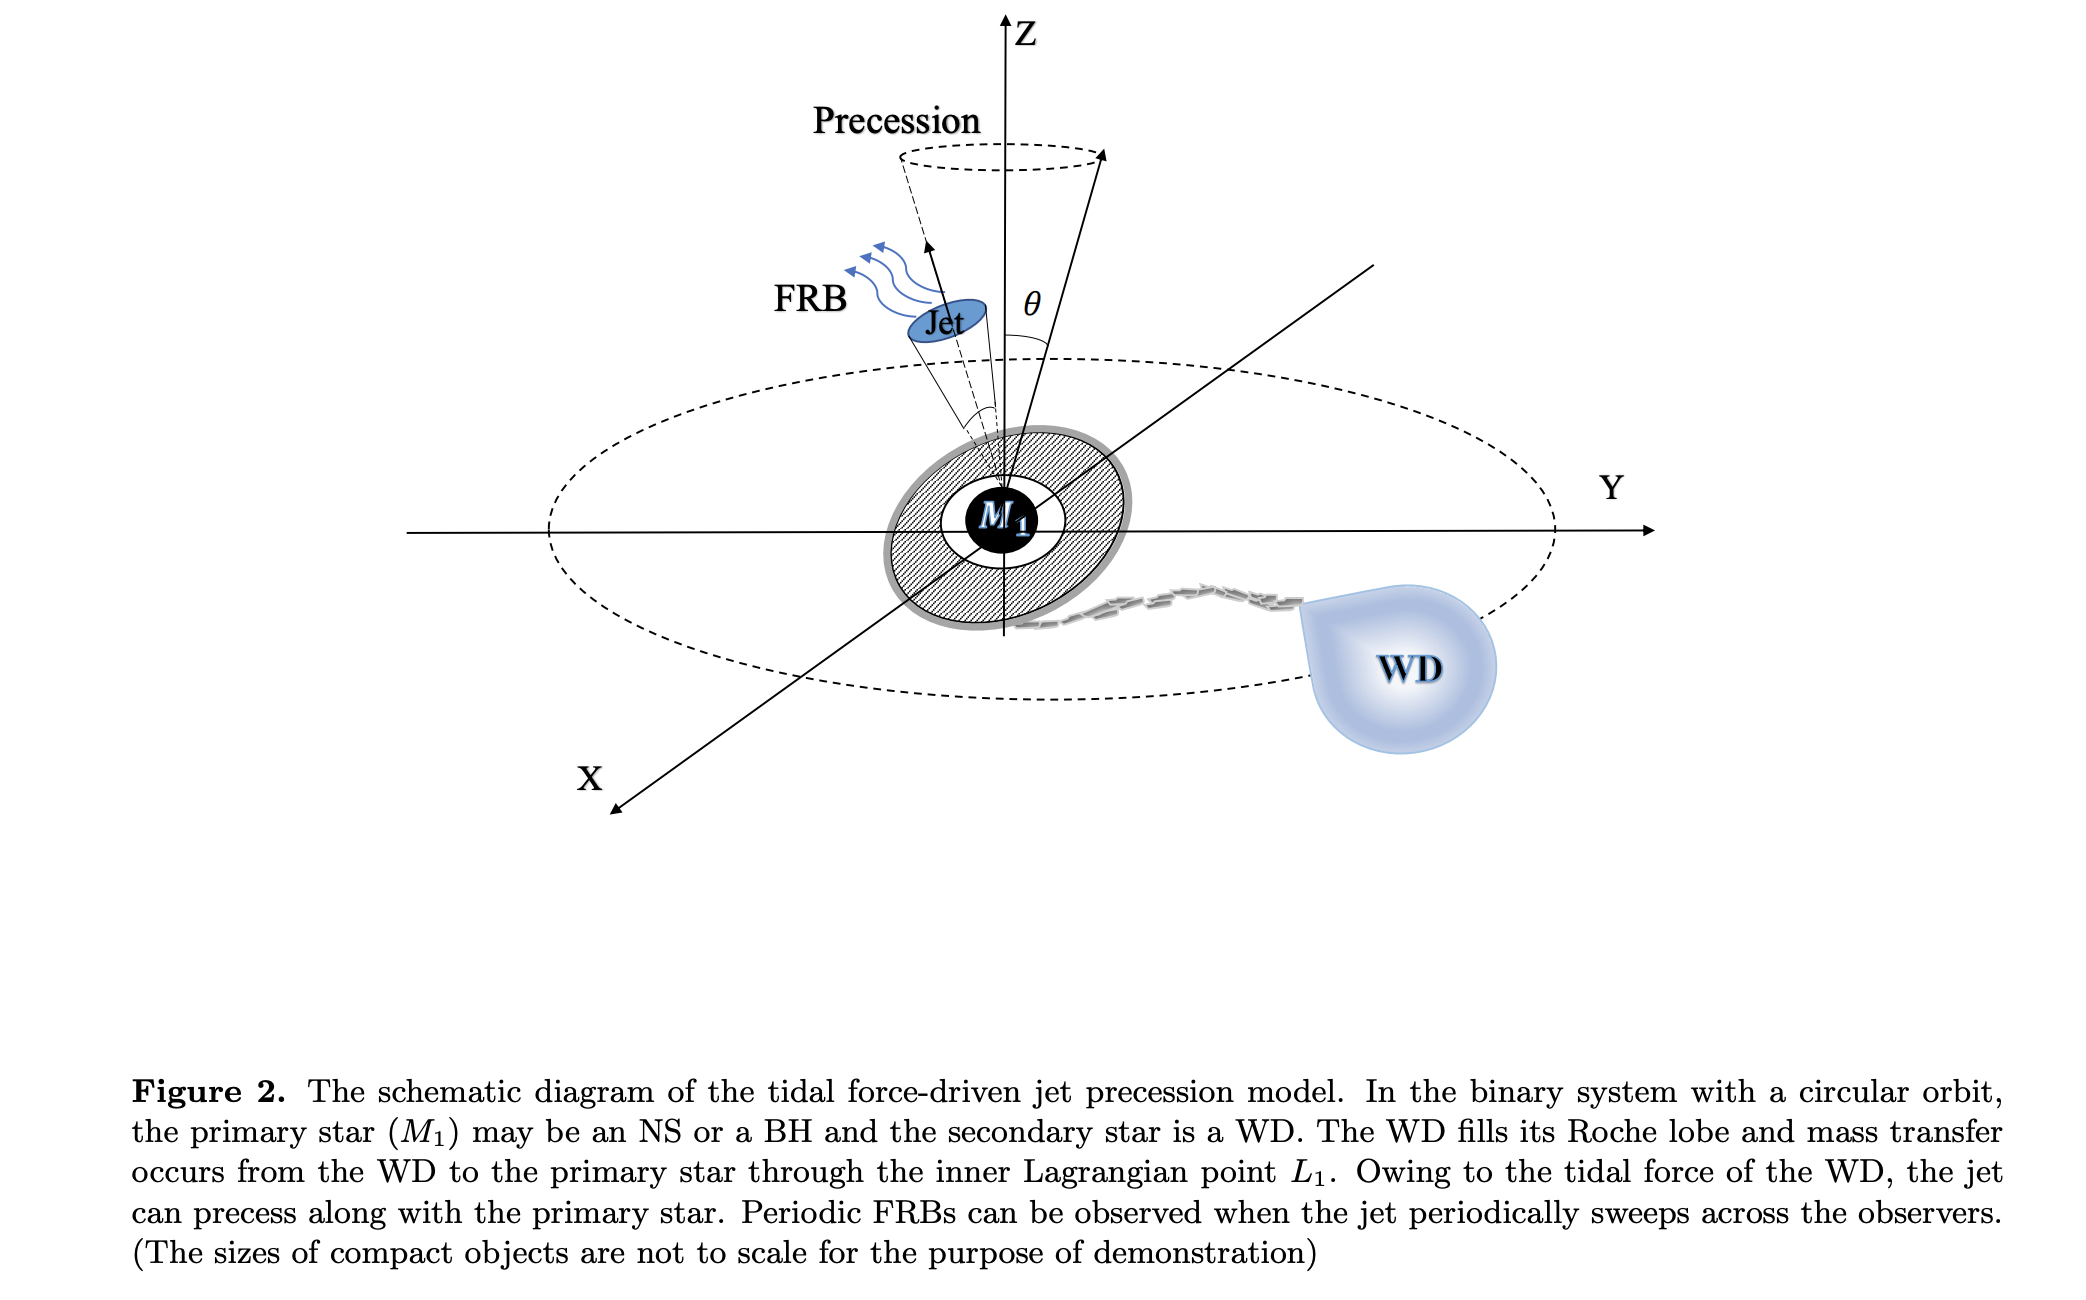 Z
Precession
θ
FRB
Jet
Y
M1
WD
X
Figure 2. The schematic diagram of the tidal force-driven jet precession model. In the binary system with a circular orbit,
the primary star (M1) may be an NS or a BH and the secondary star is a WD. The WD fills its Roche lobe and mass transfer
occurs from the WD to the primary star through the inner Lagrangian point L1. Owing to the tidal force of the WD, the jet
can precess along with the primary star. Periodic FRBs can be observed when the jet periodically sweeps across the observers.
(The sizes of compact objects are not to scale for the purpose of demonstration)